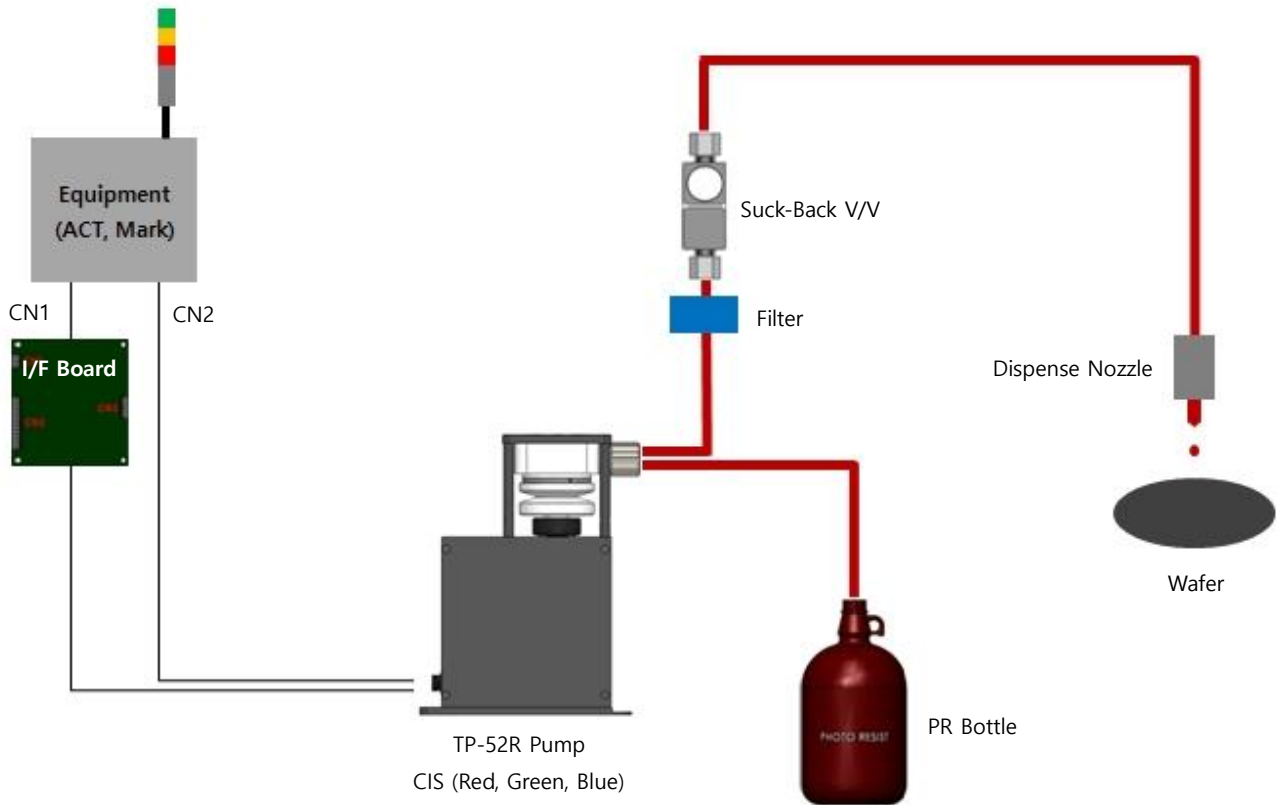 Equipment
(ACT, Mark)
CN1
CN2
I/F Board
Suck-Back V/V
Filter
Dispense Nozzle
Wafer
PHOTO RESIST
PR Bottle
TP-52R Pump
CIS (Red, Green, Blue)